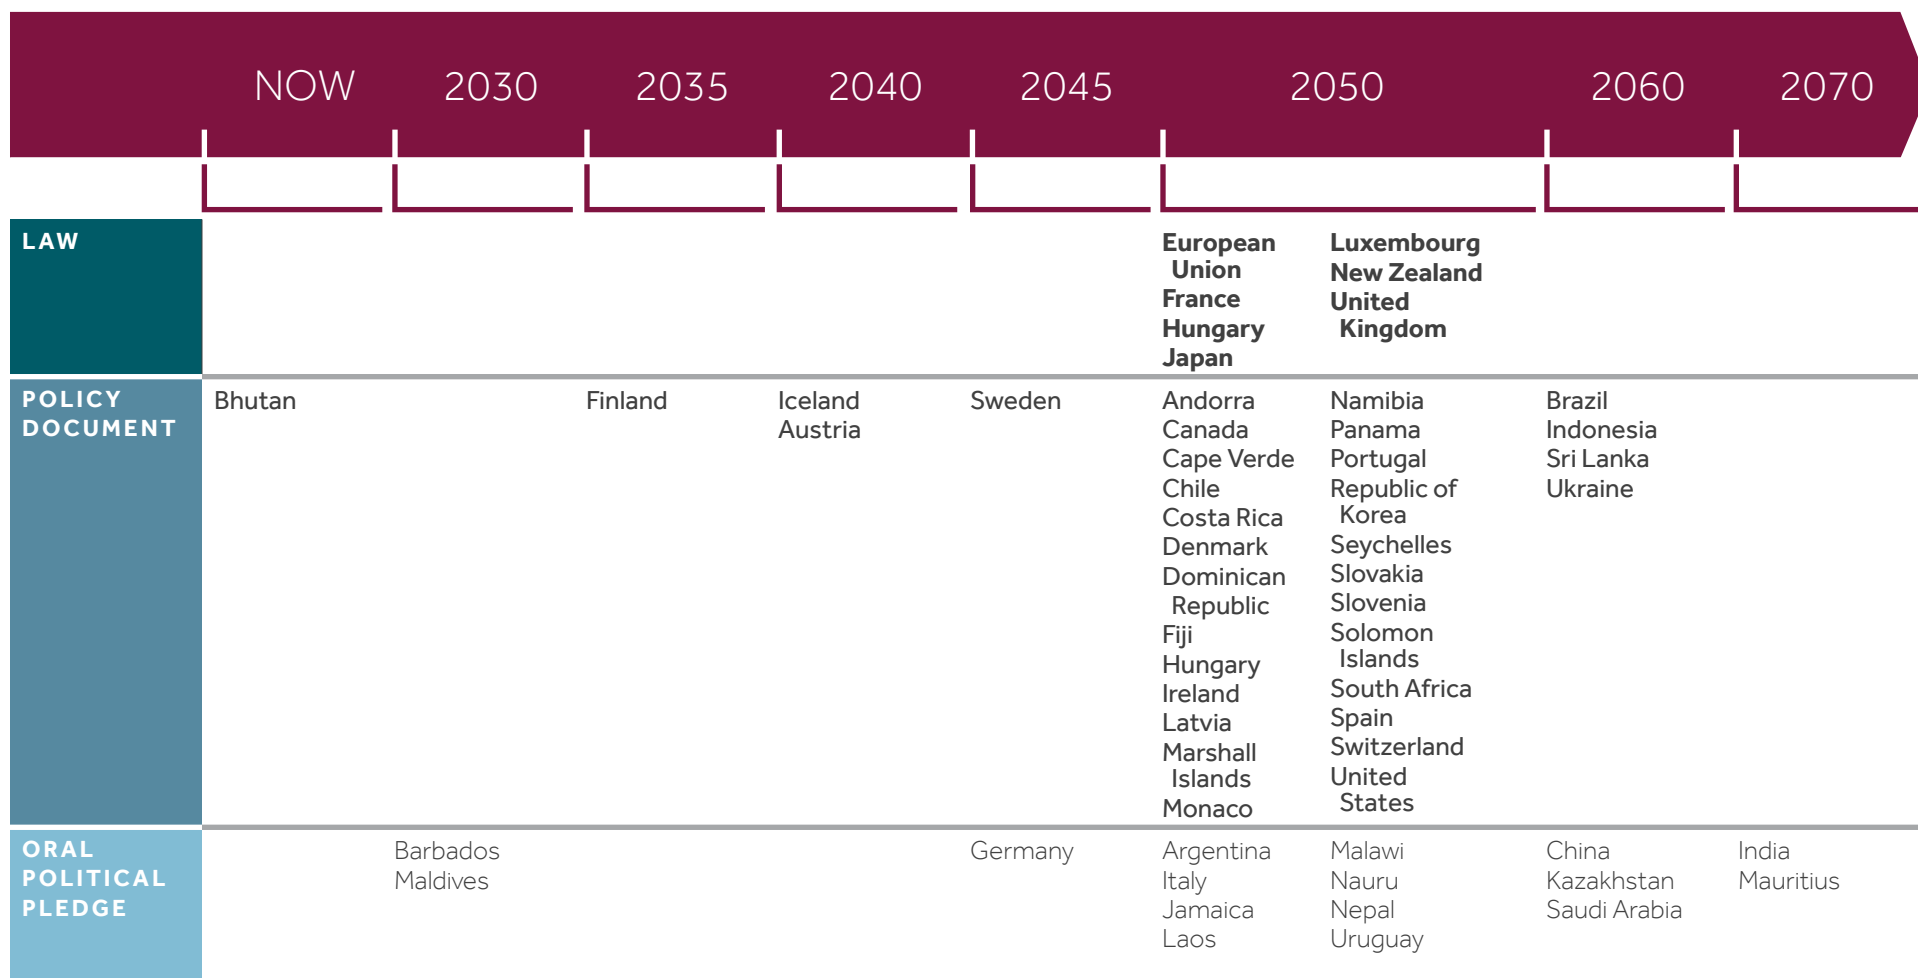 NOW 2030 2035 2040 2045 2050 2060 2070
LAW
European
Union
France
Hungary
Japan
Luxembourg
New Zealand
United
Kingdom
POLICY
DOCUMENT
Bhutan
Finland
Iceland
Austria
Sweden
Andorra
Canada
Cape Verde
Chile
Costa Rica
Denmark
Dominican
Republic
Fiji
Hungary
Ireland
Latvia
Marshall
Islands
Monaco
Namibia
Panama
Portugal
Republic of
Korea
Seychelles
Slovakia
Slovenia
Solomon
Islands
South Africa
Spain
Switzerland
United
States
Brazil
Indonesia
Sri Lanka
Ukraine
ORAL
POLITICAL
PLEDGE
Barbados
Maldives
Germany
Argentina
Italy
Jamaica
Laos
Malawi
Nauru
Nepal
Uruguay
China
Kazakhstan
Saudi Arabia
India
Mauritius